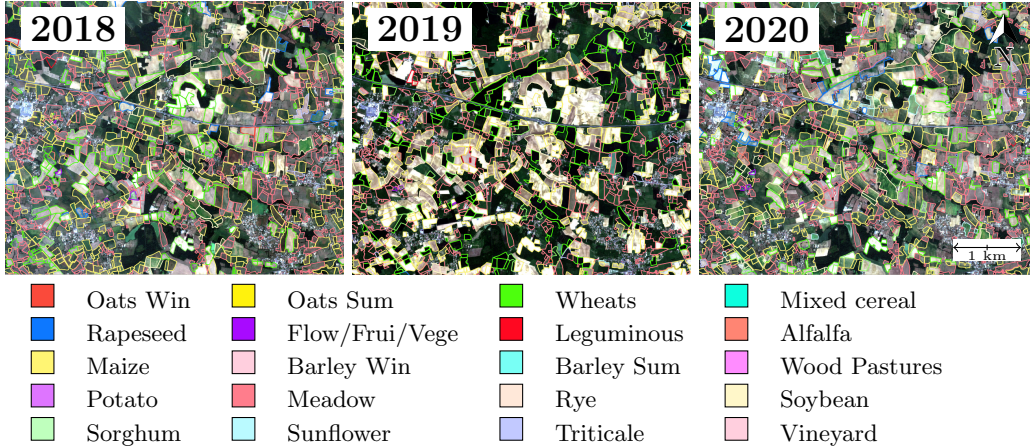 2018 2019 2020
1 km
Oats Win Oats Sum Wheats Mixed cereal
Rapeseed Flow/Frui/Vege Leguminous Alfalfa
Maize Barley Win Barley Sum Wood Pastures
Potato Meadow Rye Soybean
Sorghum Sunflower Triticale Vineyard